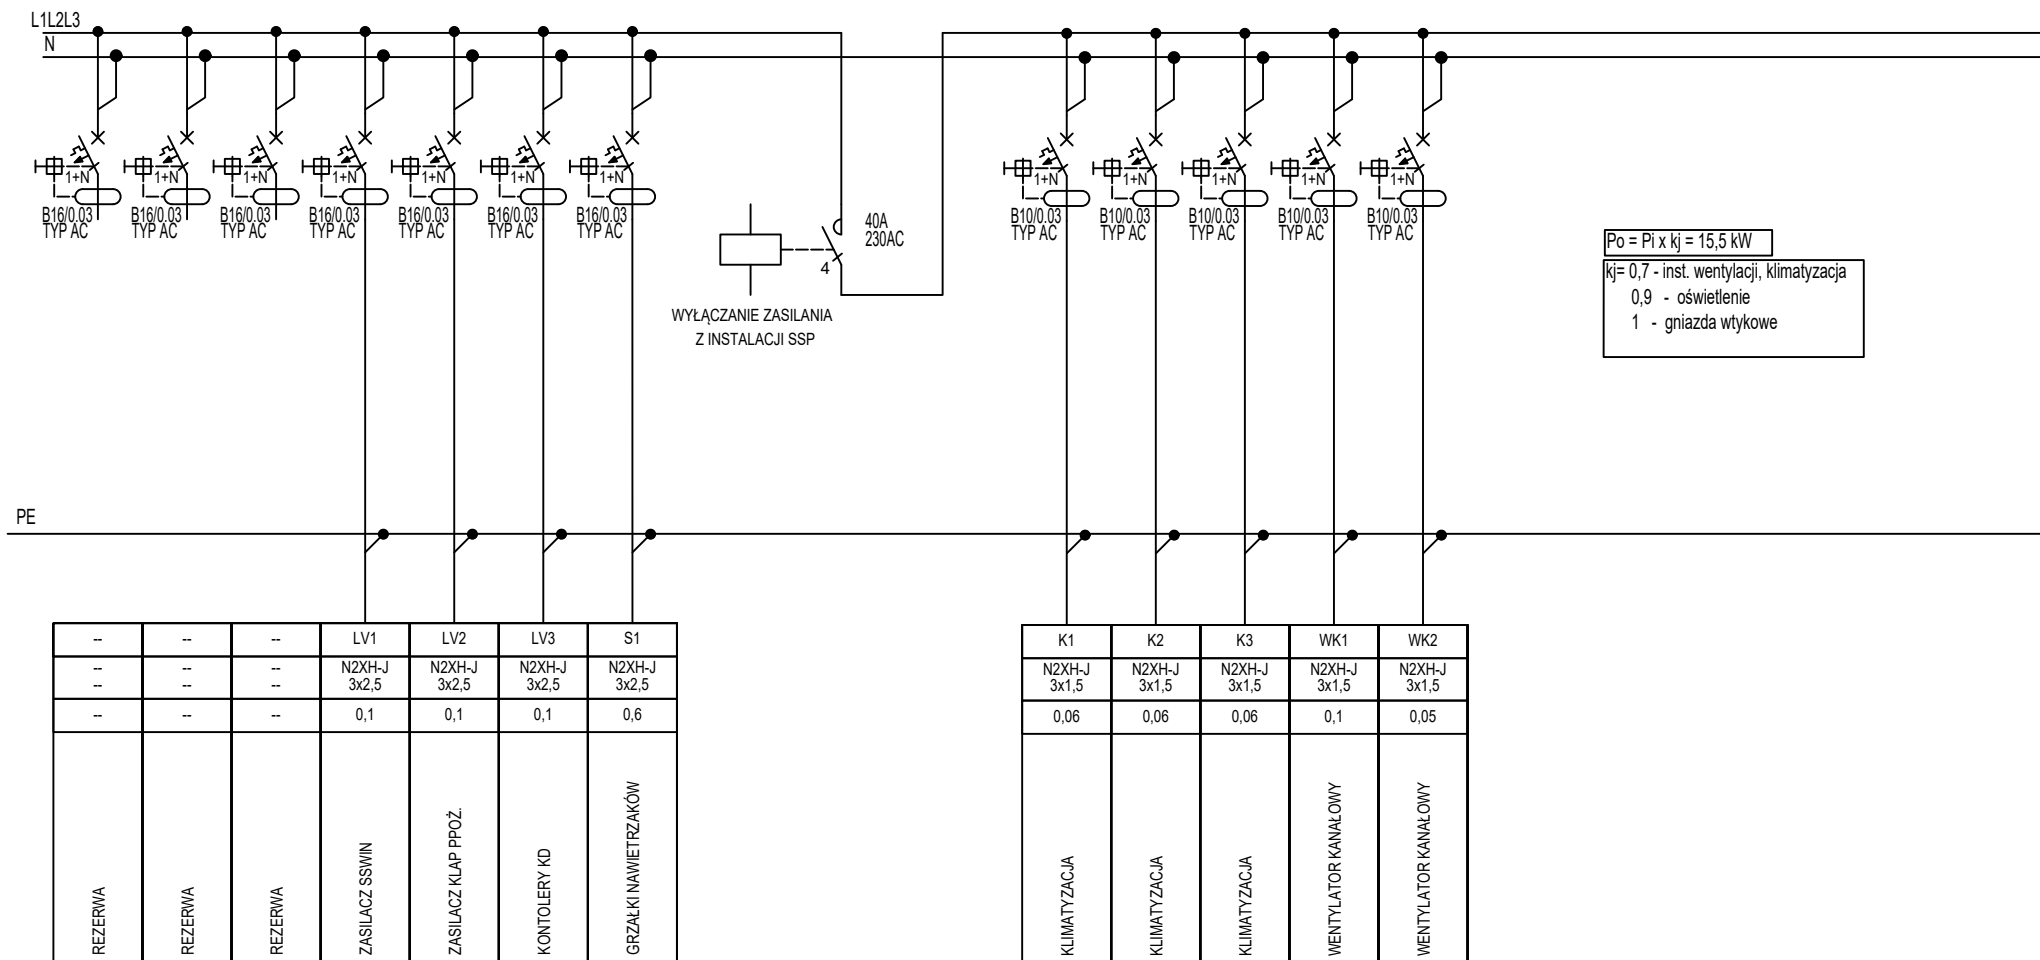 L1L2L3
N
1+N
B16/0.03
TYP AC
1+N
B16/0.03
TYP AC
1+N
B16/0.03
TYP AC
1+N
B16/0.03
TYP AC
1+N
B16/0.03
TYP AC
1+N
B16/0.03
TYP AC
1+N
B16/0.03
TYP AC
40A
230AC
4
WYŁĄCZANIE ZASILANIA
Z INSTALACJI SSP
1+N
B10/0.03
TYP AC
1+N
B10/0.03
TYP AC
1+N
B10/0.03
TYP AC
1+N
B10/0.03
TYP AC
1+N
B10/0.03
TYP AC
Po = Pi x kj = 15,5 kW
kj= 0,7 - inst. wentylacji, klimatyzacja
0,9 - oświetlenie
1 - gniazda wtykowe
PE
-- -- -- LV1 LV2 LV3 S1
-- -- -- N2XH-J N2XH-J N2XH-J N2XH-J
-- -- -- 3x2,5 3x2,5 3x2,5 3x2,5
-- -- -- 0,1 0,1 0,1 0,6
REZERWA
REZERWA
REZERWA
ZASILACZ SSWIN
ZASILACZ KLAP PPOŻ.
KONTOLERY KD
GRZAŁKI NAWIETRZAKÓW
K1 K2 K3 WK1 WK2
N2XH-J N2XH-J N2XH-J N2XH-J N2XH-J
3x1,5 3x1,5 3x1,5 3x1,5 3x1,5
0,06 0,06 0,06 0,1 0,05
KLIMATYZACJA
KLIMATYZACJA
KLIMATYZACJA
WENTYLATOR KANAŁOWY
WENTYLATOR KANAŁOWY